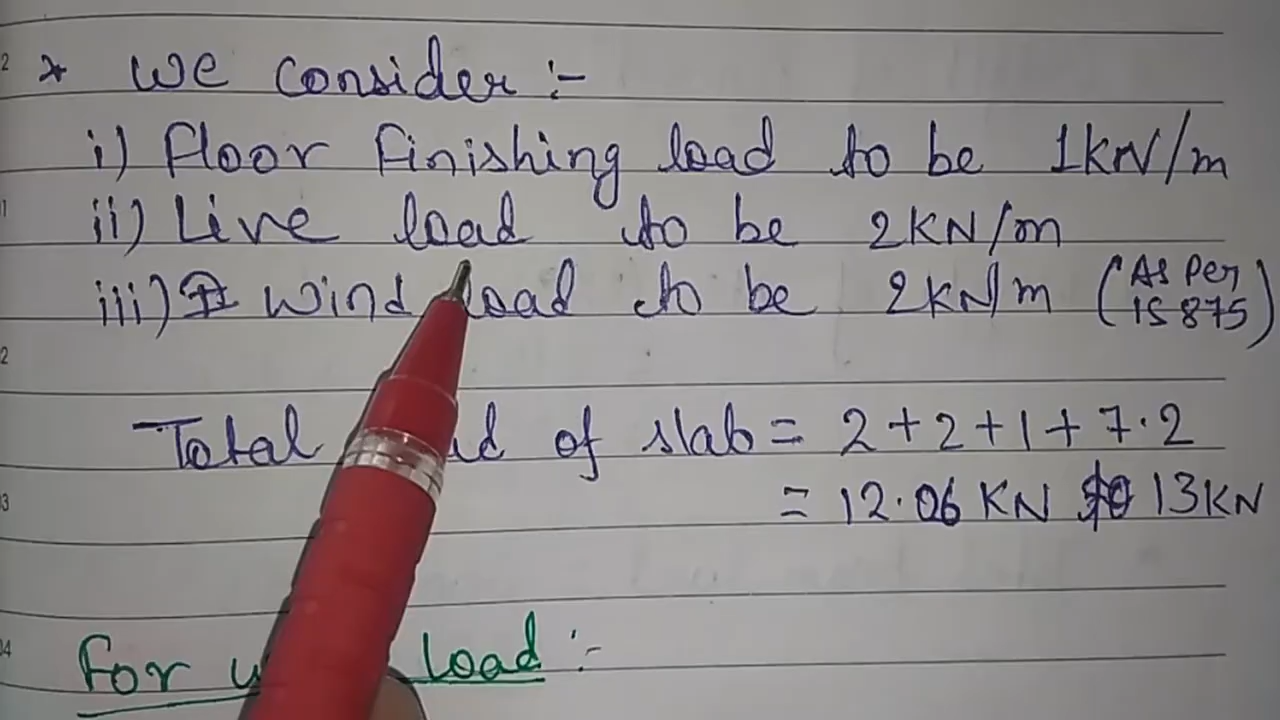 * We consider :-
i) Floor Finishing load to be 1kN/m
ii) Live load to be 2KN/m
iii) Wind load to be 2kN/m (As Per IS 875)
Total of slab = 2+2+1+7.2
= 12.06 KN to 13KN
For load :-